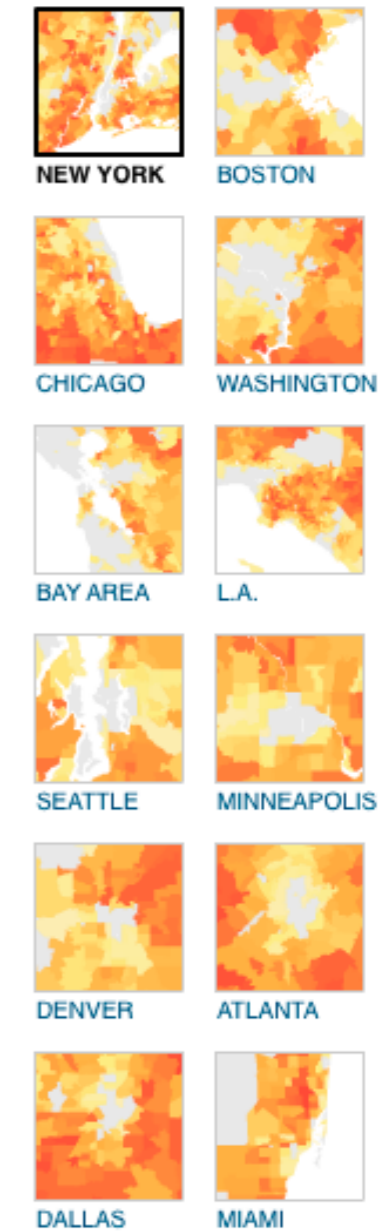 NEW YORK
BOSTON
CHICAGO
WASHINGTON
BAY AREA
L.A.
SEATTLE
MINNEAPOLIS
DENVER
ATLANTA
DALLAS
MIAMI